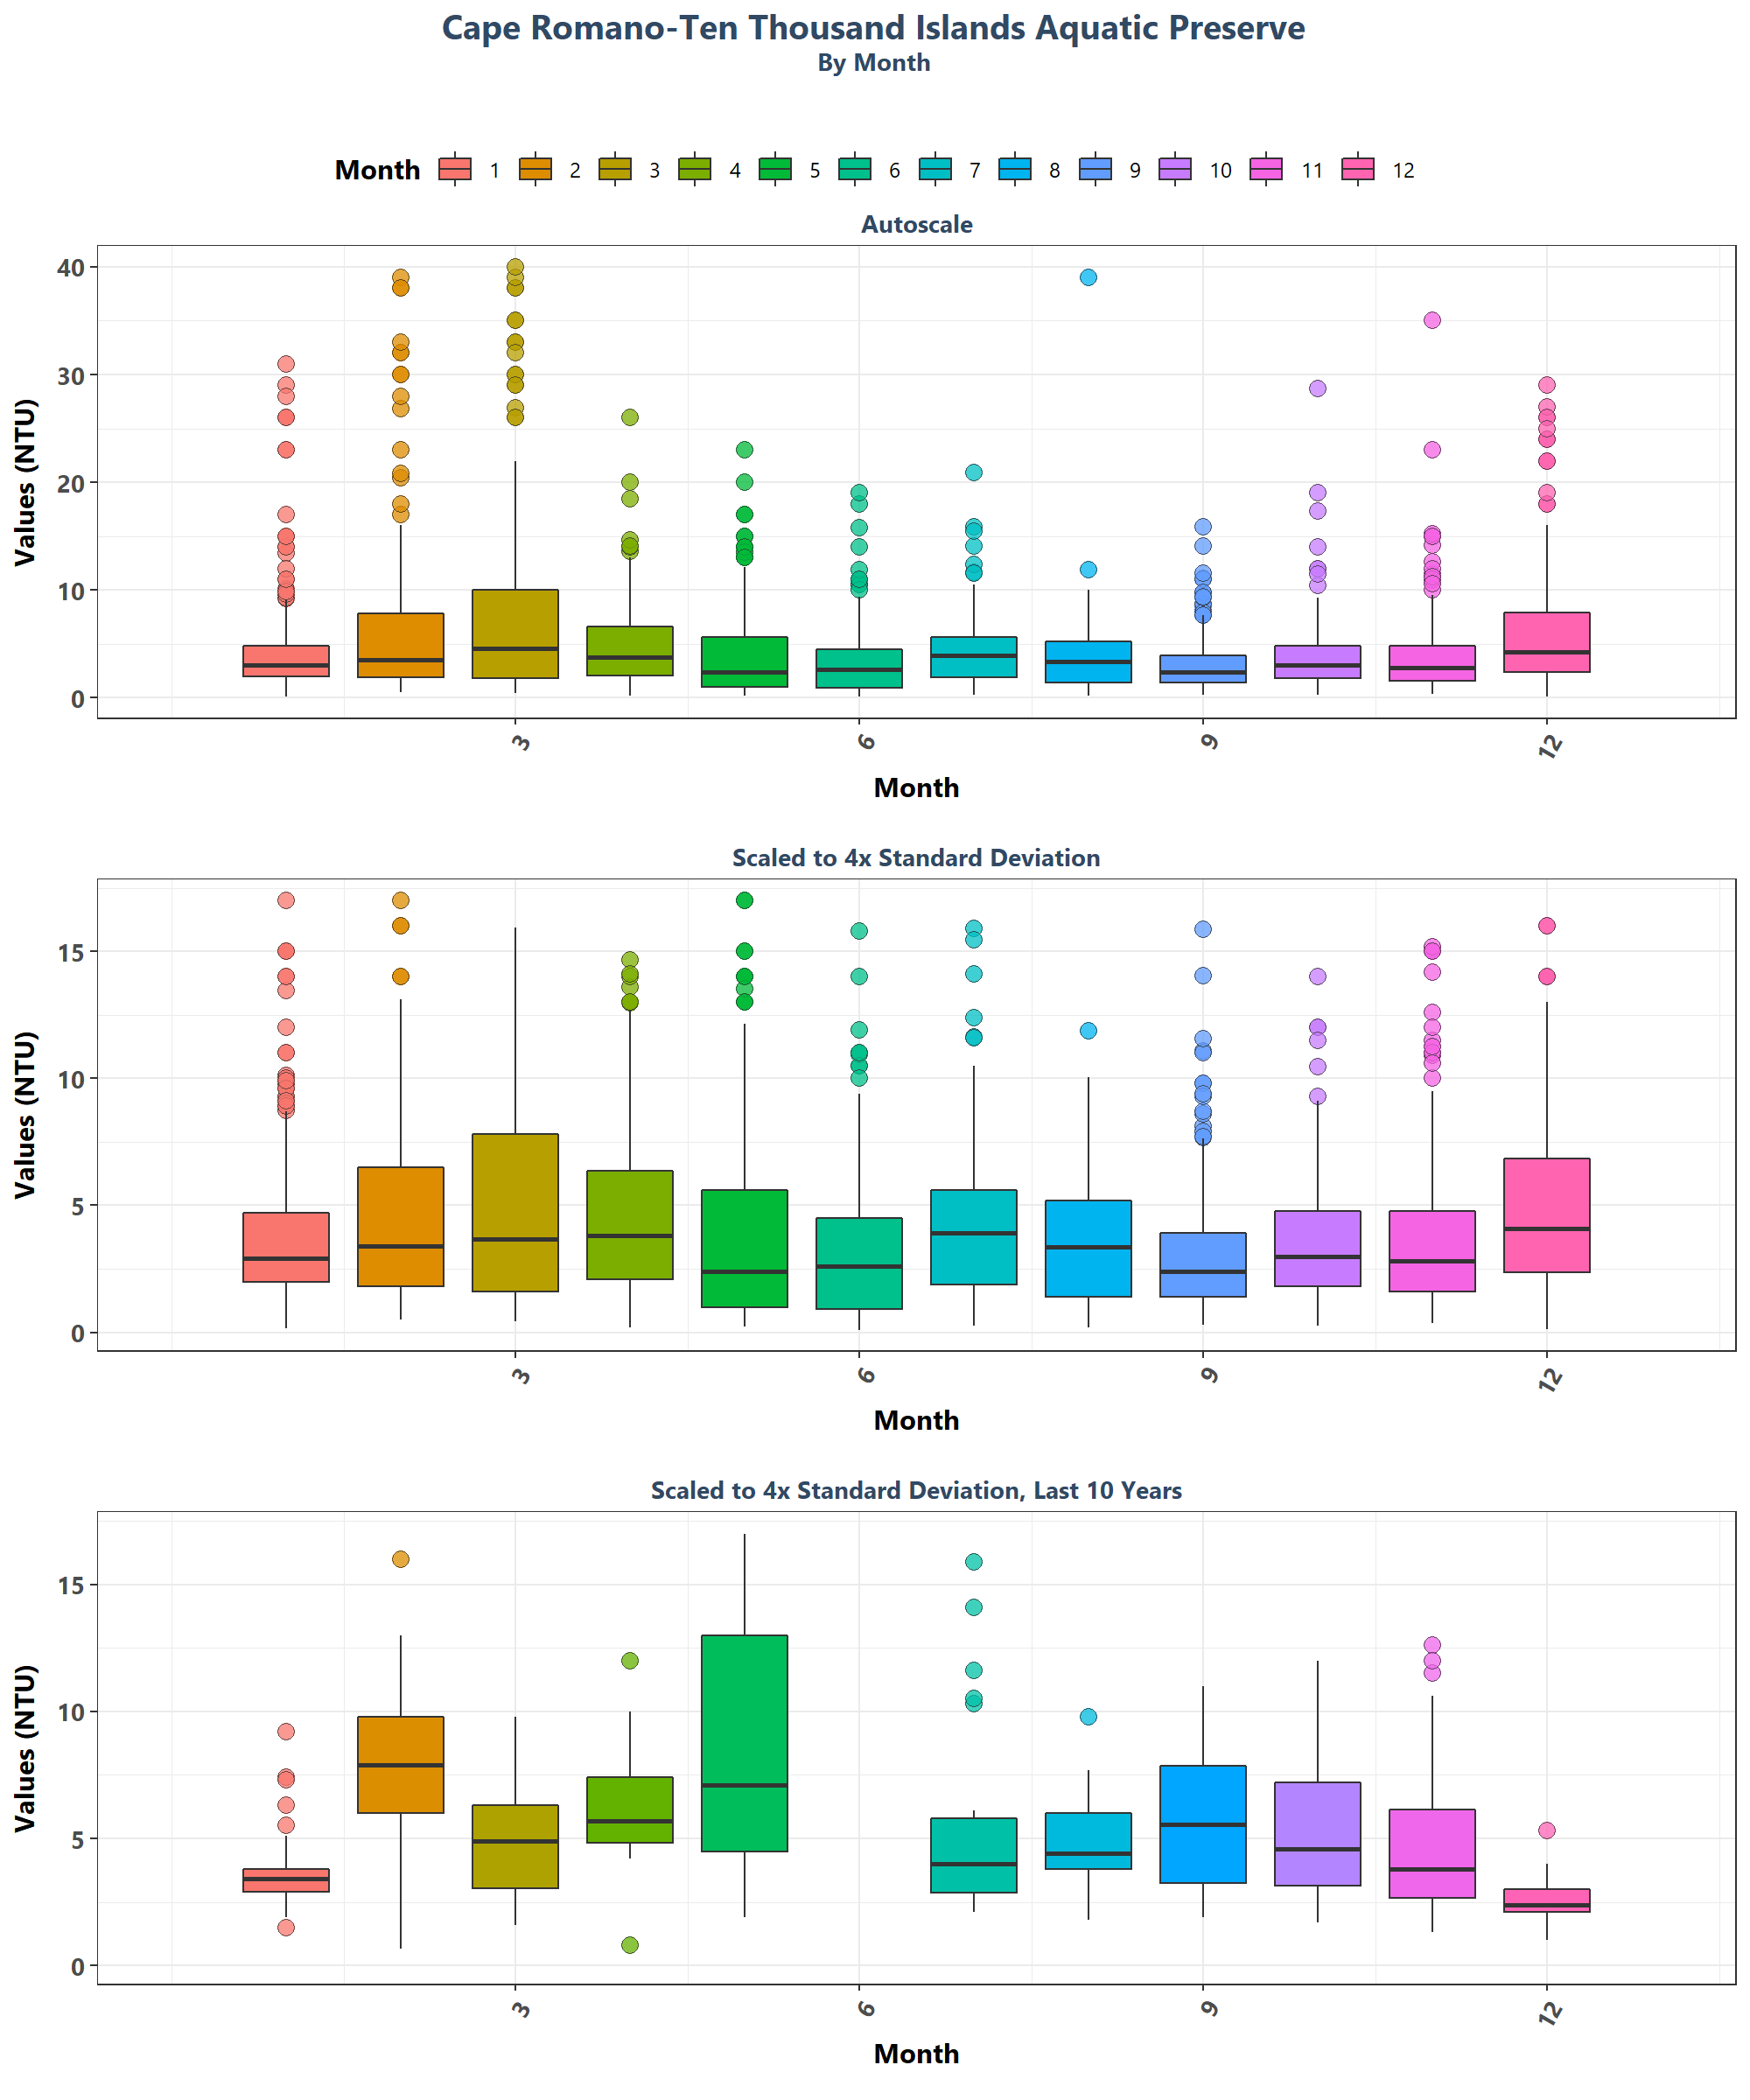 Cape Romano-Ten Thousand Islands Aquatic Preserve
By Month
Month 1 2 3 4 5 6 7 8 9 10 11 12
Autoscale
Values (NTU)
40
30
20
10
0
3 6 9 12
Month
Scaled to 4x Standard Deviation
Values (NTU)
15
10
5
0
3 6 9 12
Month
Scaled to 4x Standard Deviation, Last 10 Years
Values (NTU)
15
10
5
0
3 6 9 12
Month